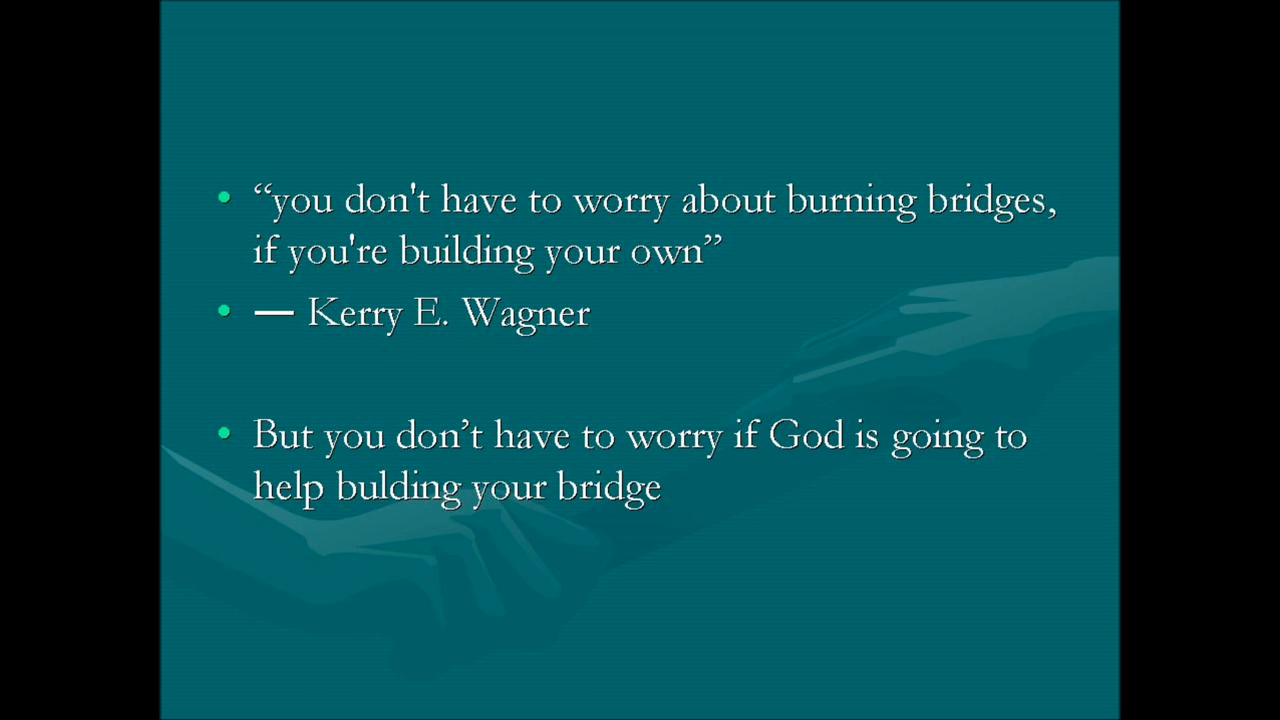 • “you don't have to worry about burning bridges,
if you're building your own”
• — Kerry E. Wagner
• But you don’t have to worry if God is going to
help bulding your bridge